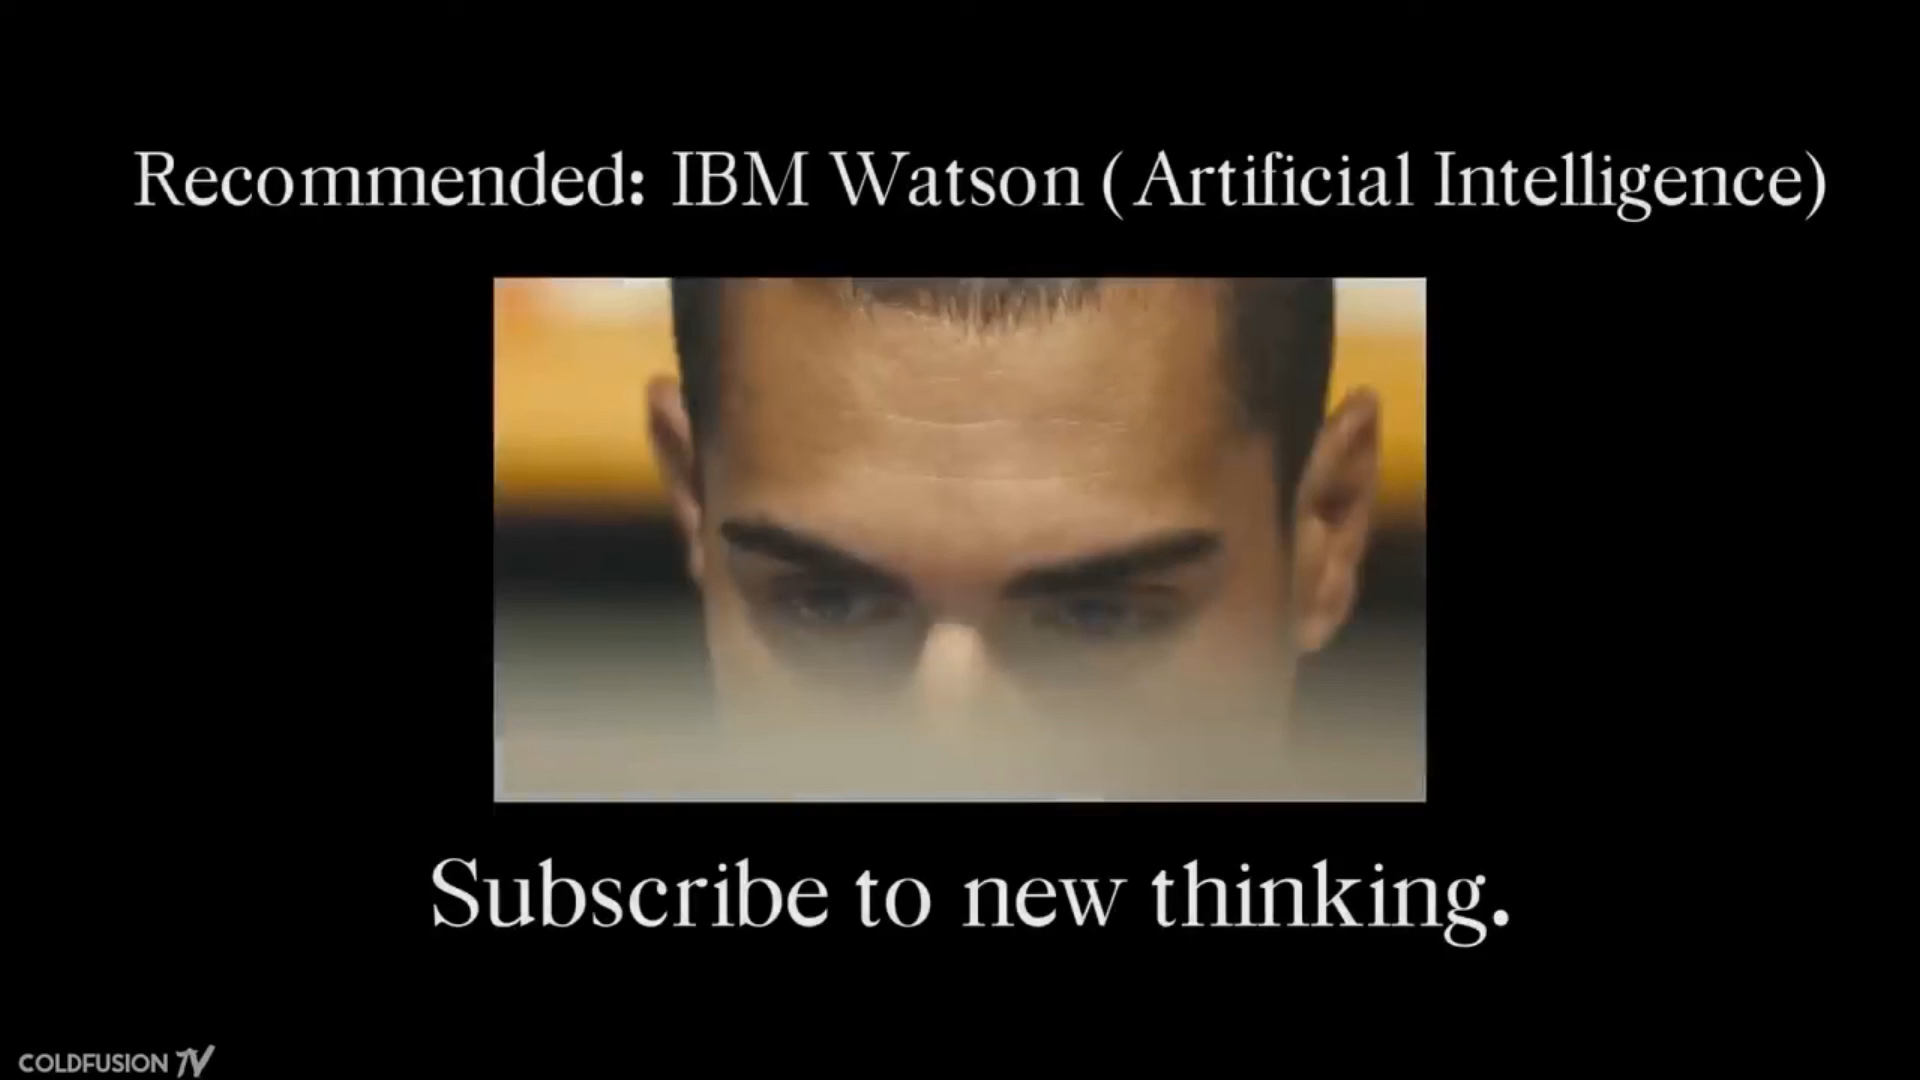 Recommended: IBM Watson (Artificial Intelligence)
Subscribe to new thinking.
COLDFUSION TV